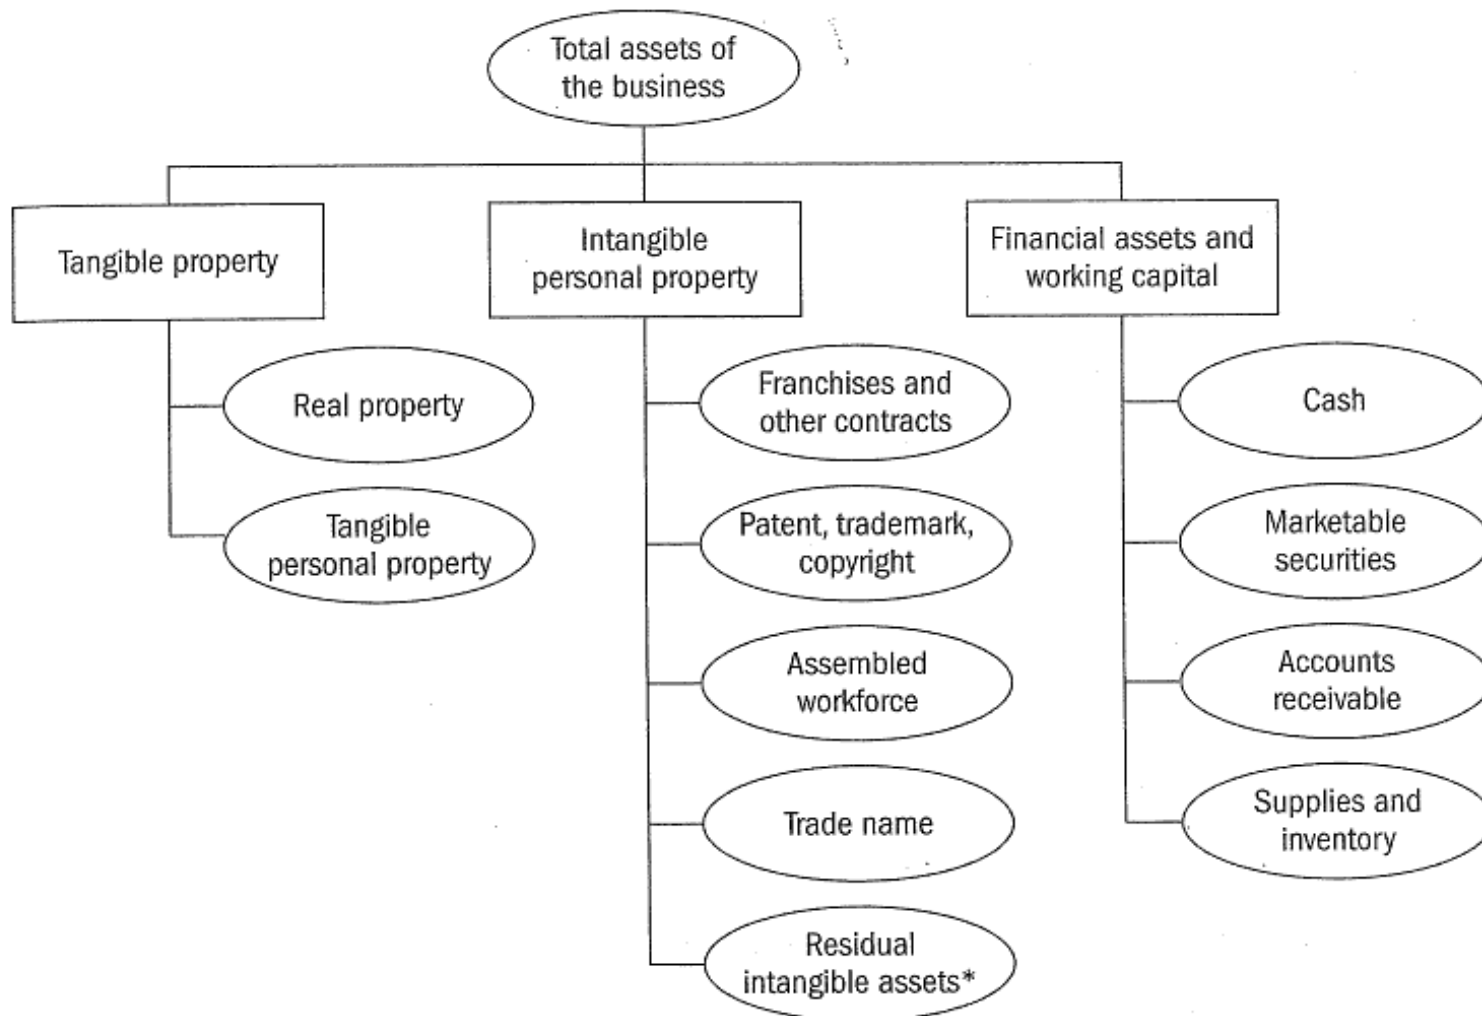 Total assets of
the business
Tangible property
Intangible
personal property
Financial assets and
working capital
Real property
Tangible
personal property
Franchises and
other contracts
Patent, trademark,
copyright
Assembled
workforce
Trade name
Residual
intangible assets*
Cash
Marketable
securities
Accounts
receivable
Supplies and
inventory